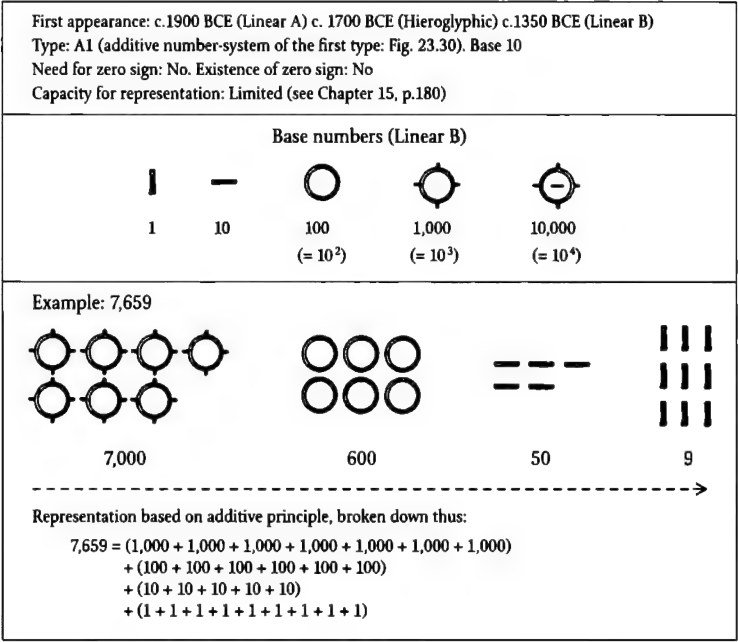 First appearance: c.1900 BCE (Linear A) c. 1700 BCE (Hieroglyphic) c.1350 BCE (Linear B)
Type: A1 (additive number-system of the first type: Fig. 23.30). Base 10
Need for zero sign: No. Existence of zero sign: No
Capacity for representation: Limited (see Chapter 15, p.180)
Base numbers (Linear B)
1 10 100 1,000 10,000
(= 10²) (= 10³) (= 10⁴)
Example: 7,659
7,000 600 50 9
Representation based on additive principle, broken down thus:
7,659 = (1,000 + 1,000 + 1,000 + 1,000 + 1,000 + 1,000 + 1,000)
+ (100 + 100 + 100 + 100 + 100 + 100)
+ (10 + 10 + 10 + 10 + 10)
+ (1 + 1 + 1 + 1 + 1 + 1 + 1 + 1 + 1)